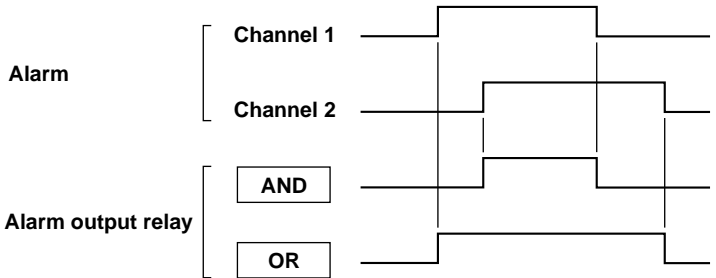 Channel 1
Alarm
Channel 2
AND
Alarm output relay
OR